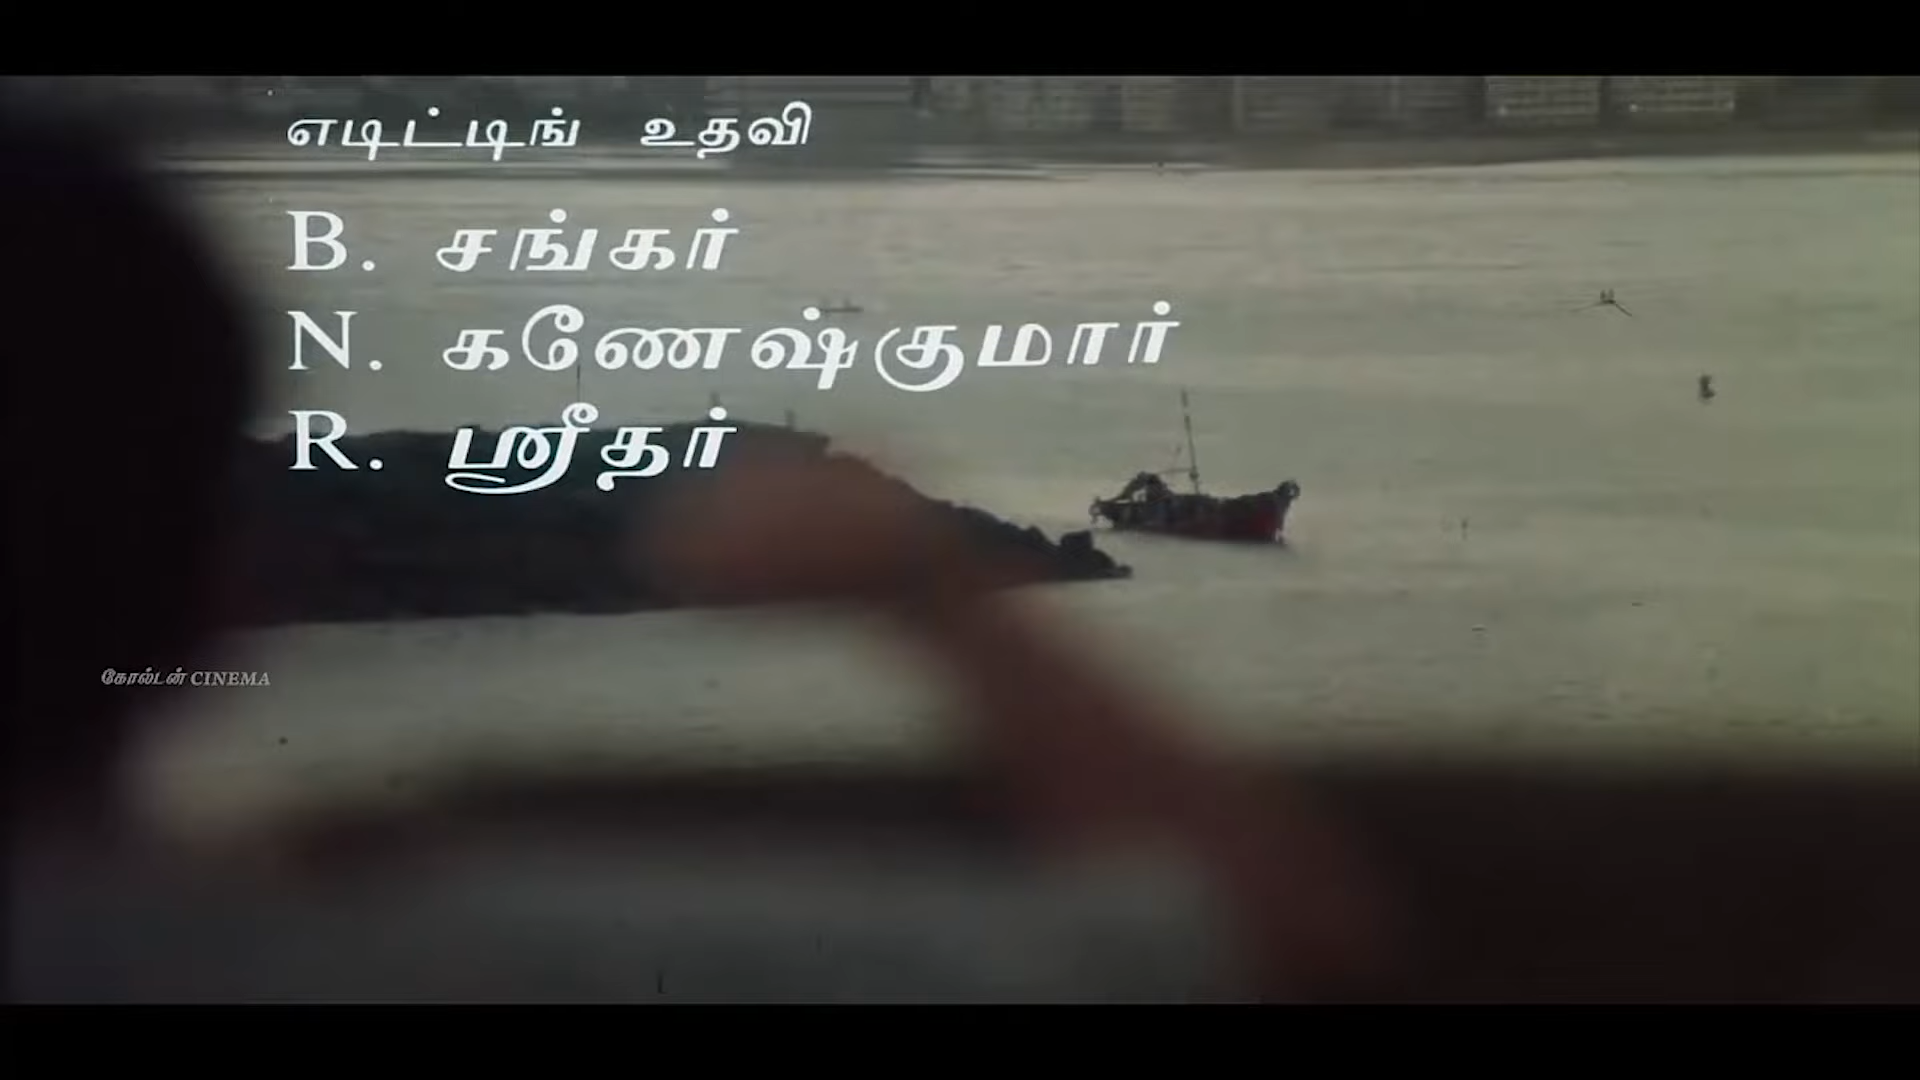 எடிட்டிங் உதவி
B. சங்கர்
N. கணேஷ்குமார்
R. ஸ்ரீதர்
கோல்டன் CINEMA